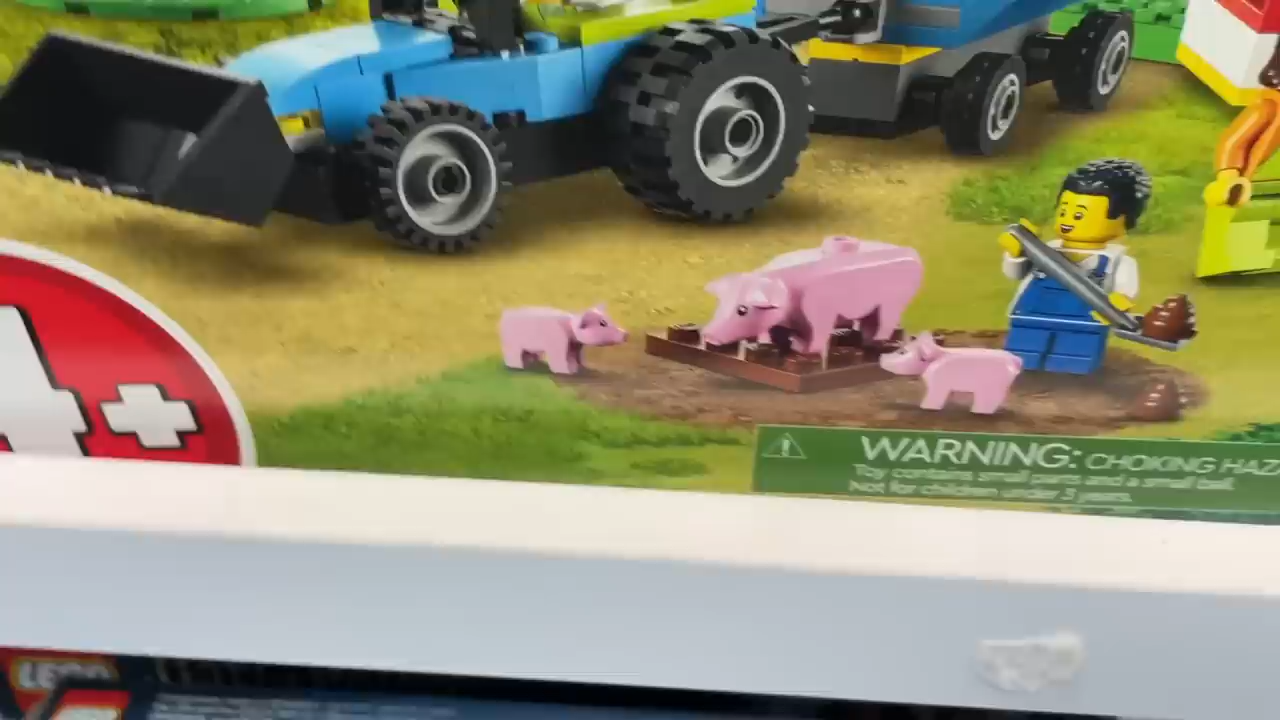 4+
WARNING: CHOKING HAZ
Toy contains small parts and a small ball.
Not for children under 3 years.
LEGO